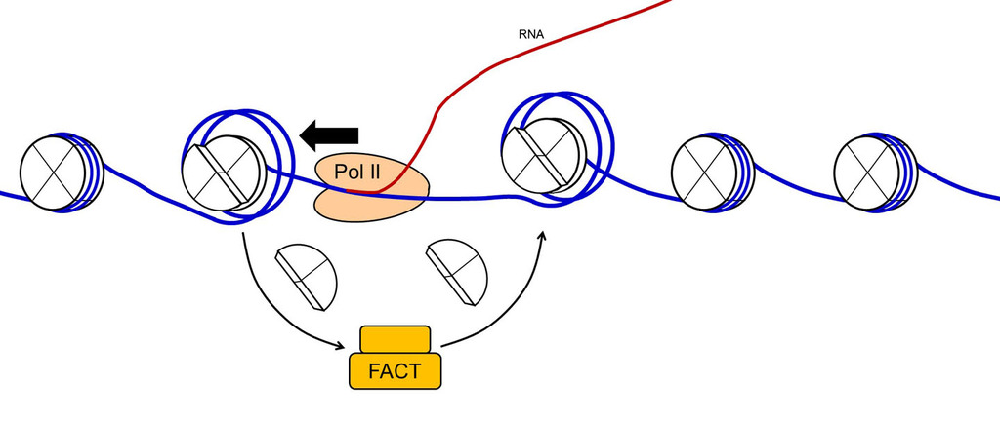 RNA
Pol II
FACT